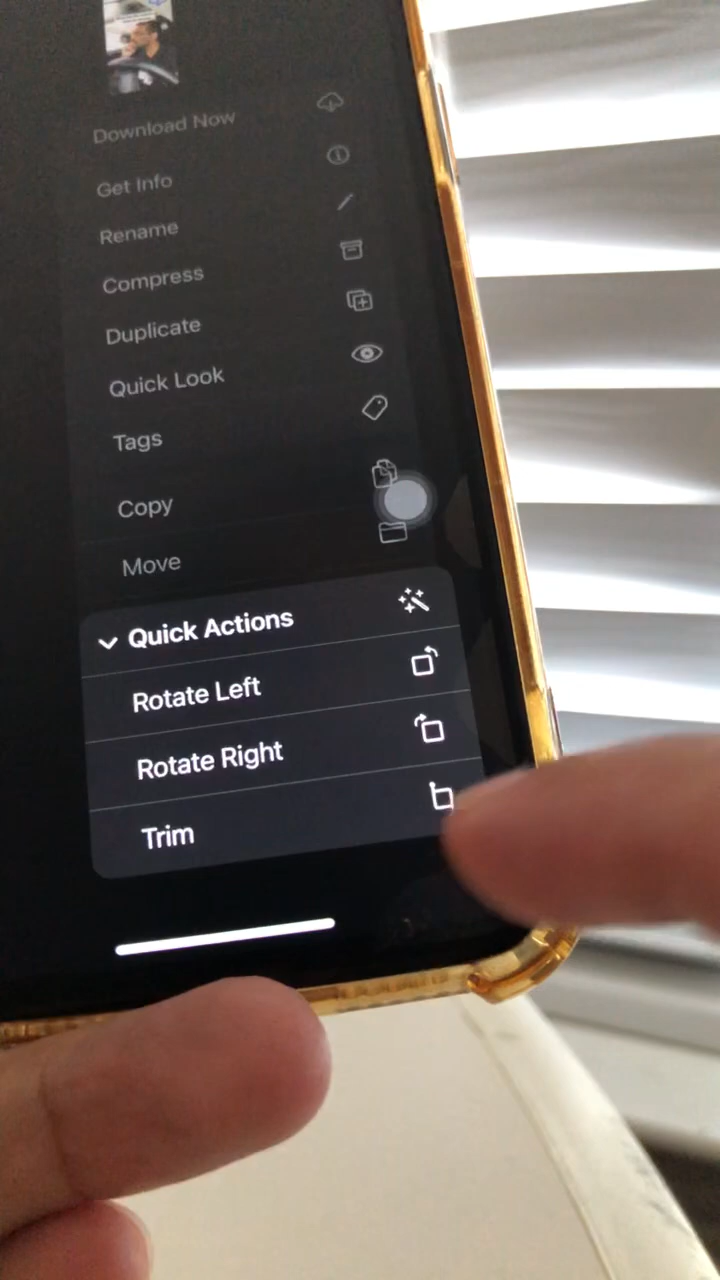 Download Now
Get Info
Rename
Compress
Duplicate
Quick Look
Tags
Copy
Move
Quick Actions
Rotate Left
Rotate Right
Trim